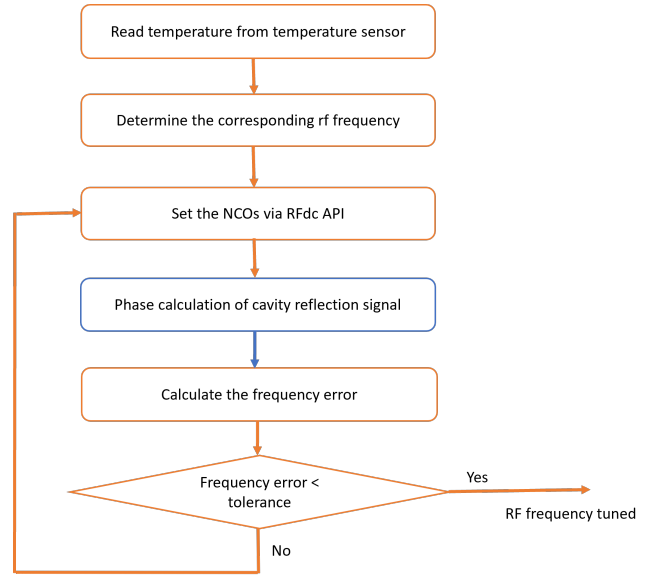 Read temperature from temperature sensor
Determine the corresponding rf frequency
Set the NCOs via RFdc API
Phase calculation of cavity reflection signal
Calculate the frequency error
Frequency error <
tolerance
Yes
RF frequency tuned
No